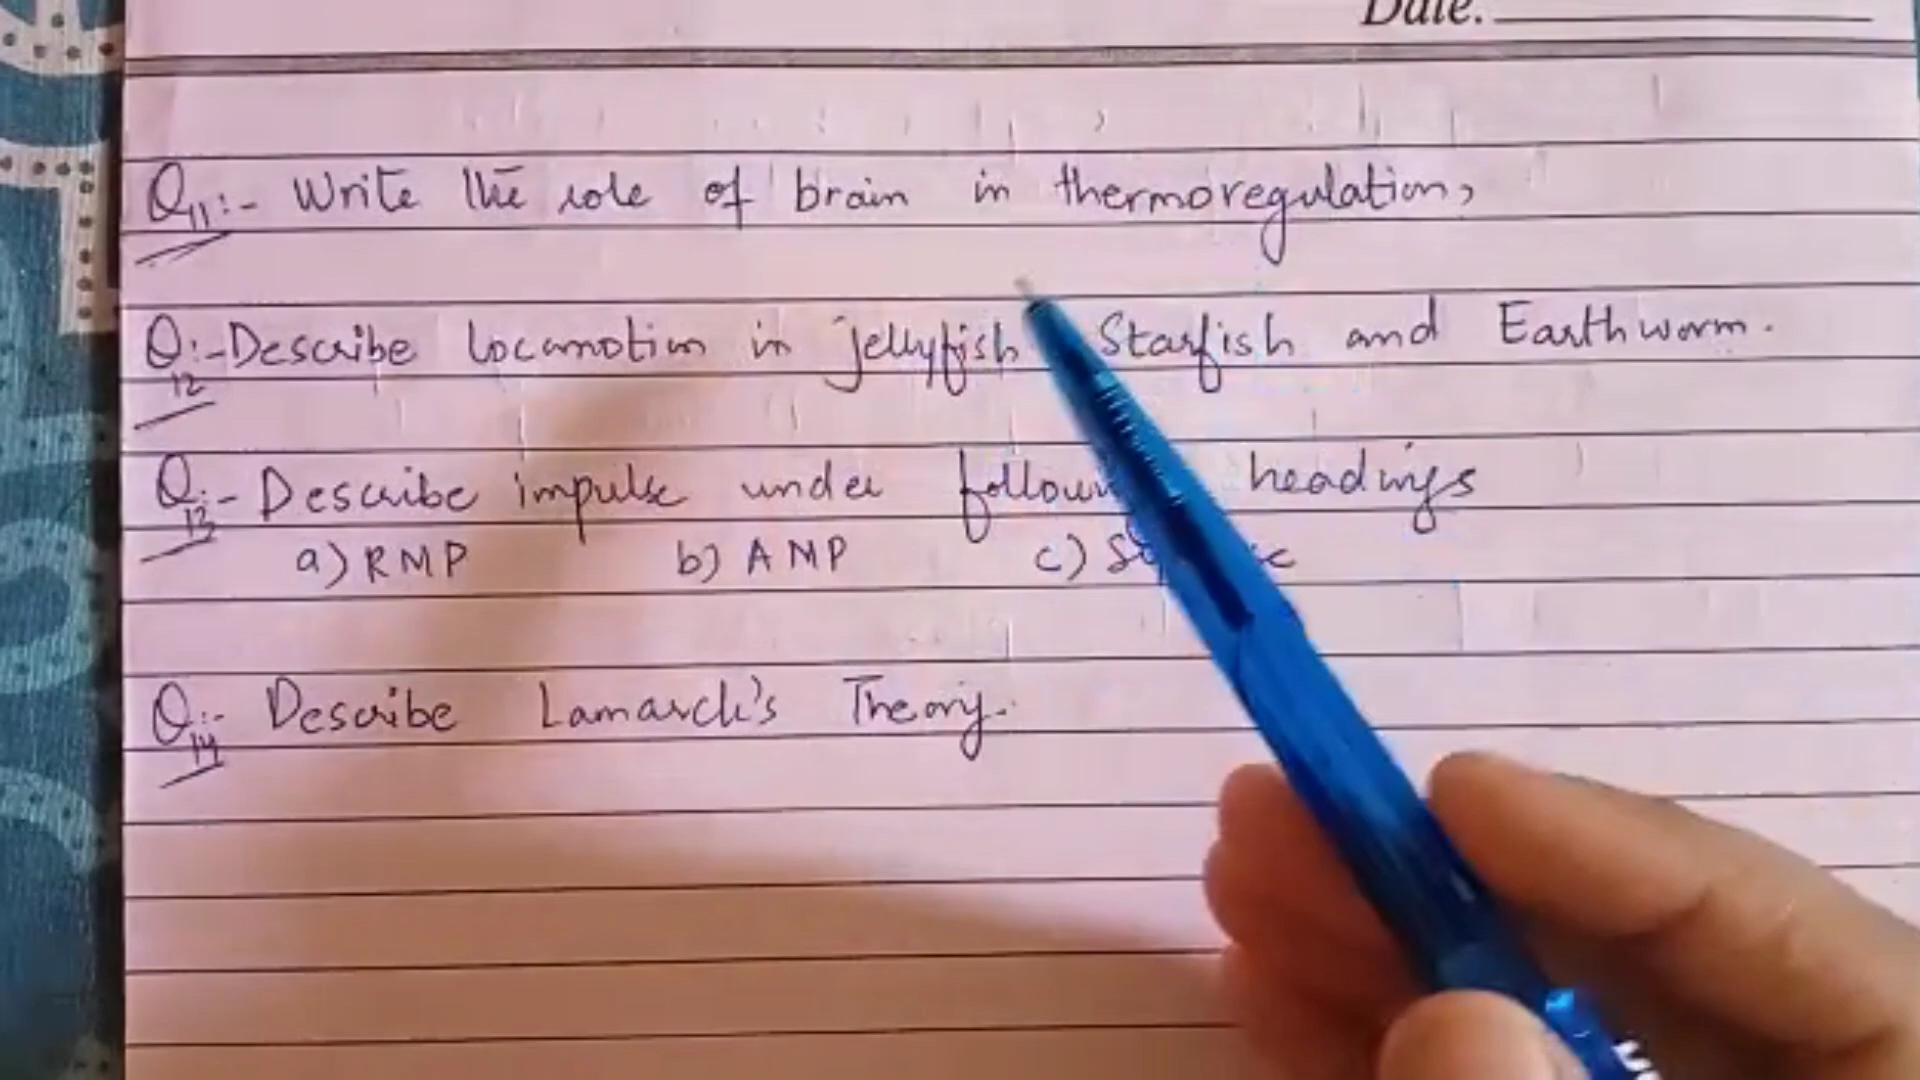 Date.
Q11:- Write the role of brain in thermoregulation,
Q12:- Describe locomotion in jellyfish Starfish and Earthworm.
Q13:- Describe impulse under headings
a) RMP b) AMP c)
Q14:- Describe Lamarck's Theory.